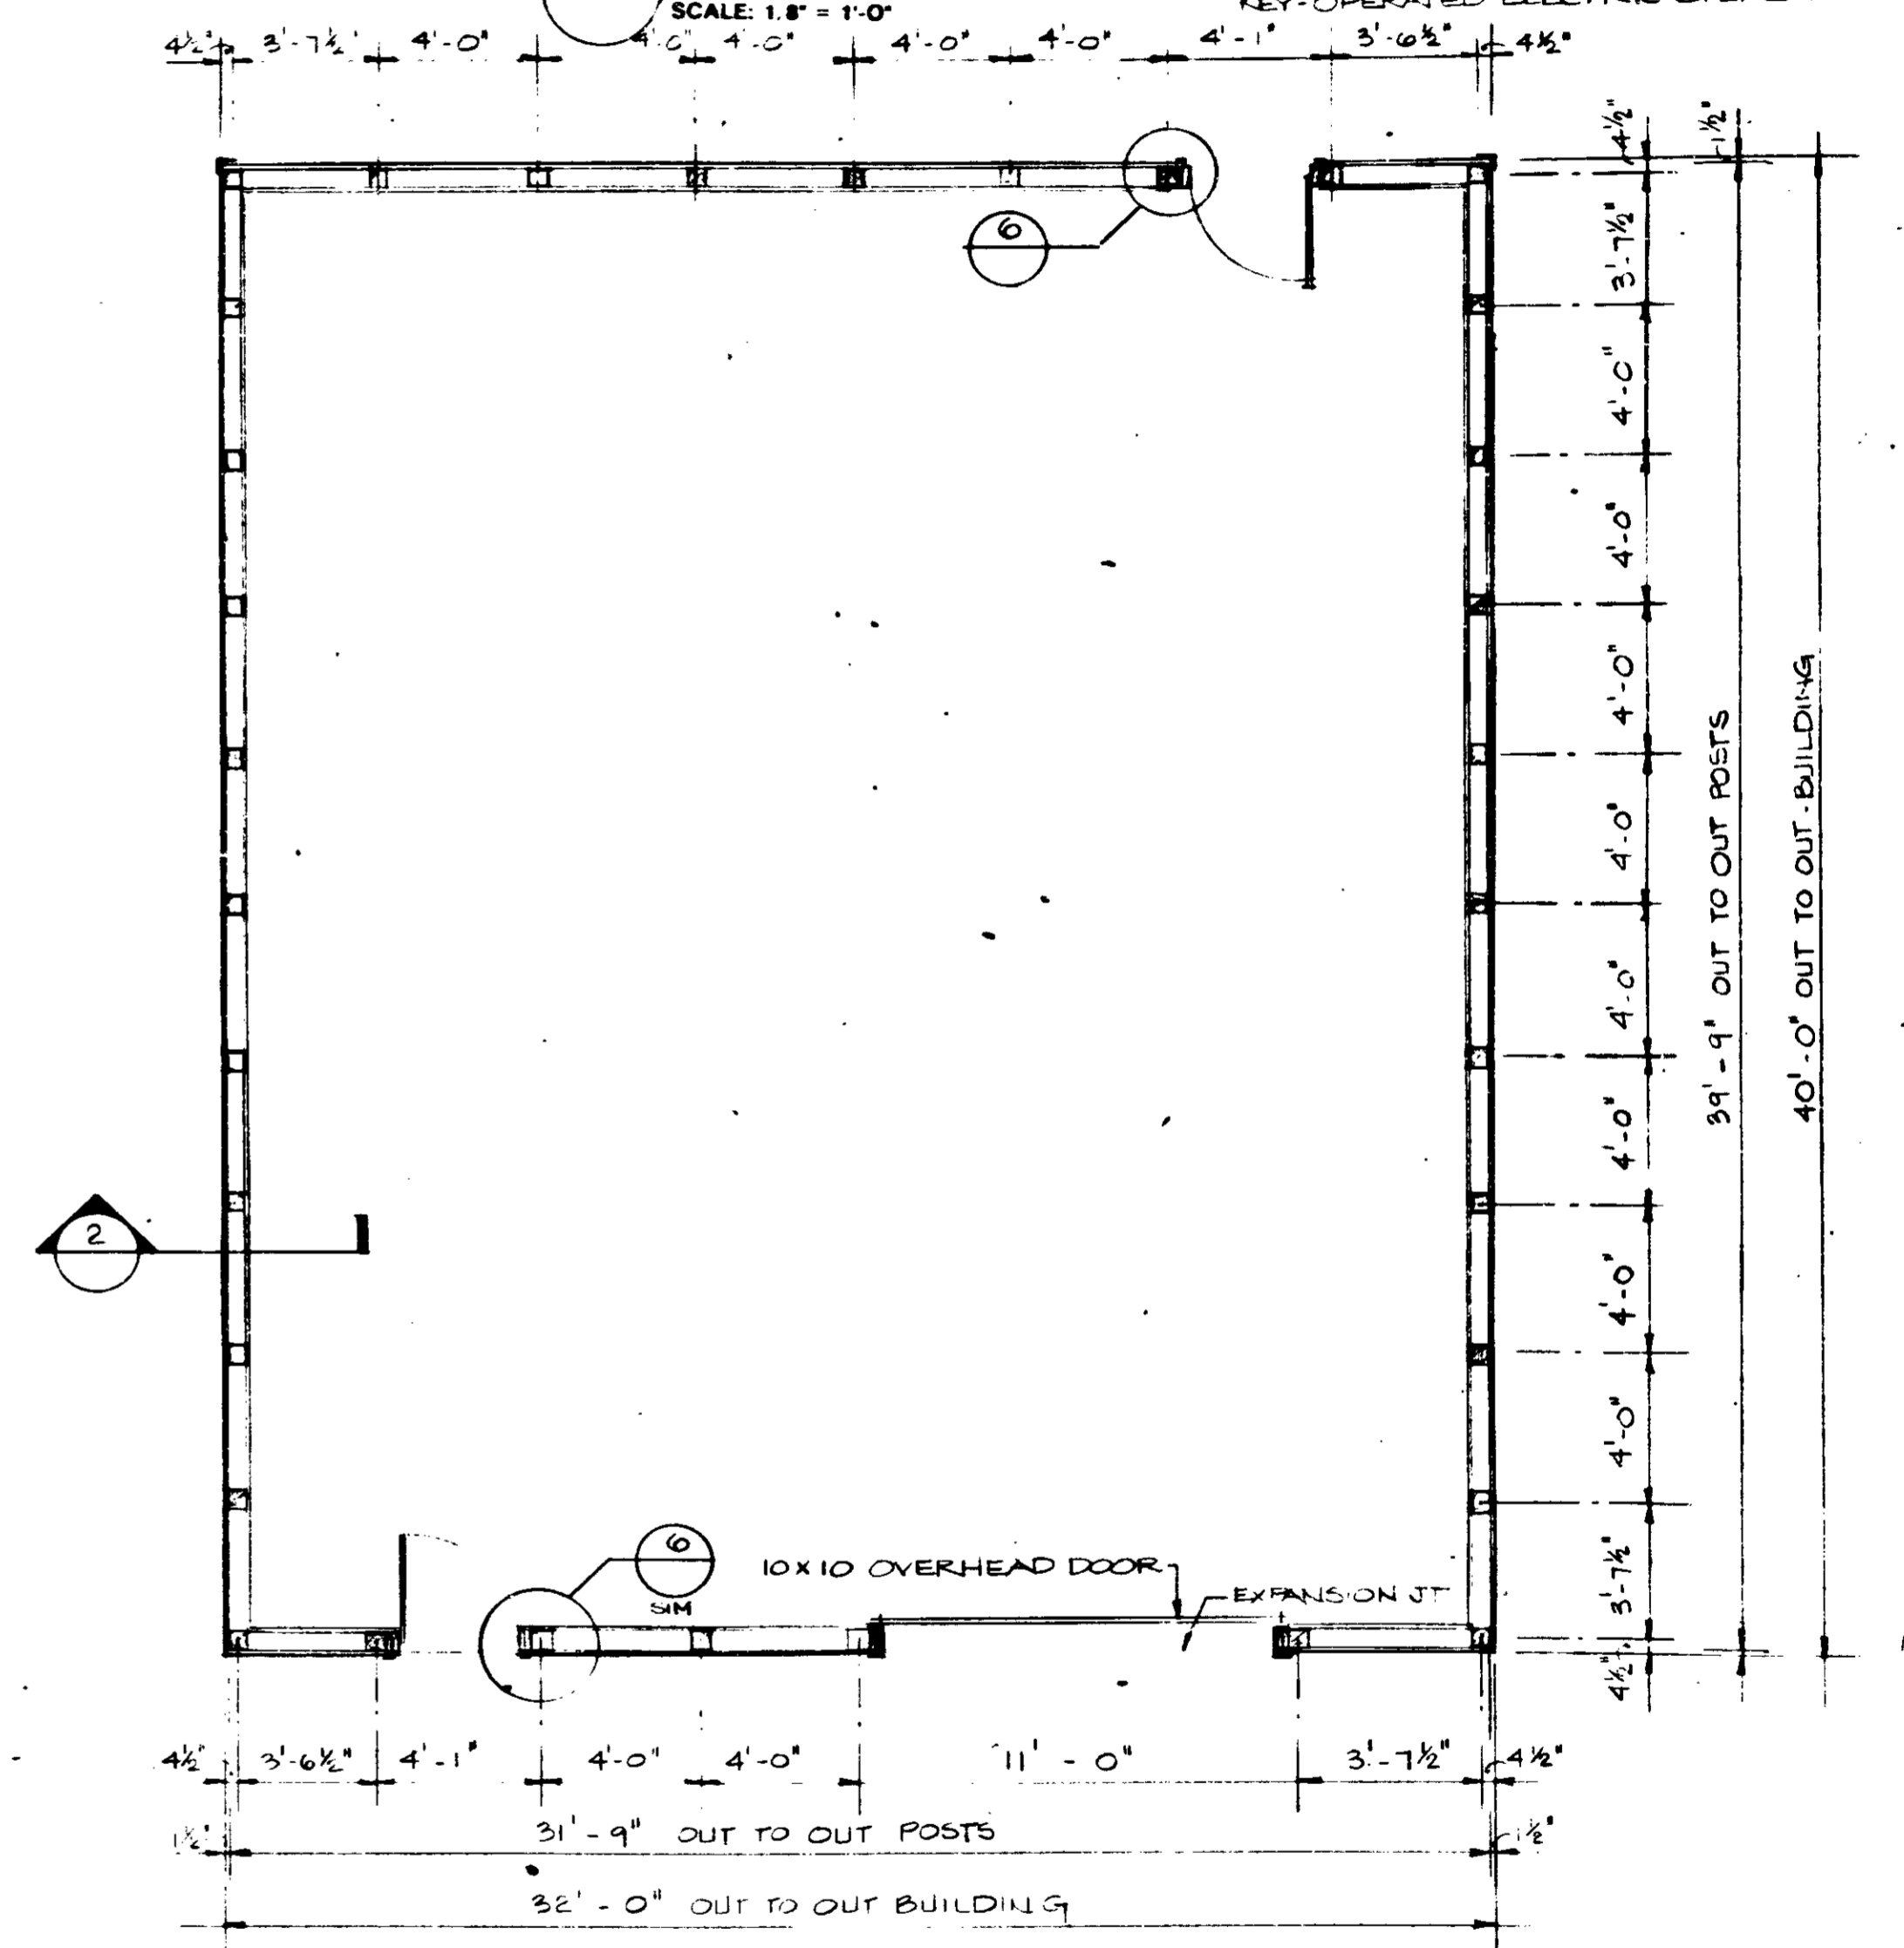 SCALE: 1.8" = 1'-0"
KEY-OPERATED ELECTRIC
4½" 3'-7½" 4'-0" 4'-0" 4'-0" 4'-0" 4'-0" 4'-1" 3'-6½" 4½"
4½"
1½"
6
3'-7½"
4'-0"
4'-0"
4'-0"
4'-0"
4'-0"
4'-0"
4'-0"
4'-0"
3'-7½"
4½"
39'-9" OUT TO OUT POSTS
40'-0" OUT TO OUT BUILDING
2
6
SIM
10X10 OVERHEAD DOOR
EXPANSION JT
4½" 3'-6½" 4'-1" 4'-0" 4'-0" 11'-0" 3'-7½" 4½"
1½" 31'-9" OUT TO OUT POSTS 1½"
32'-0" OUT TO OUT BUILDING